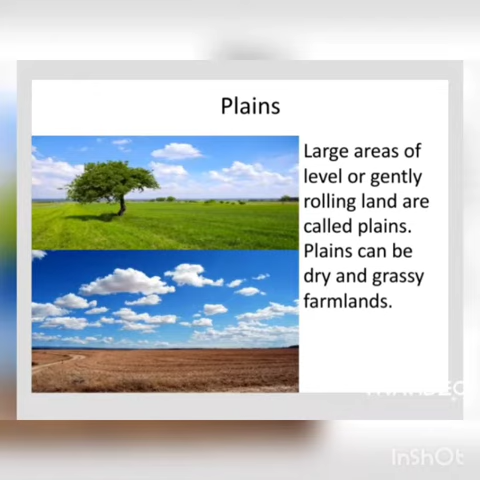 Plains
Large areas of
level or gently
rolling land are
called plains.
Plains can be
dry and grassy
farmlands.
InShOt